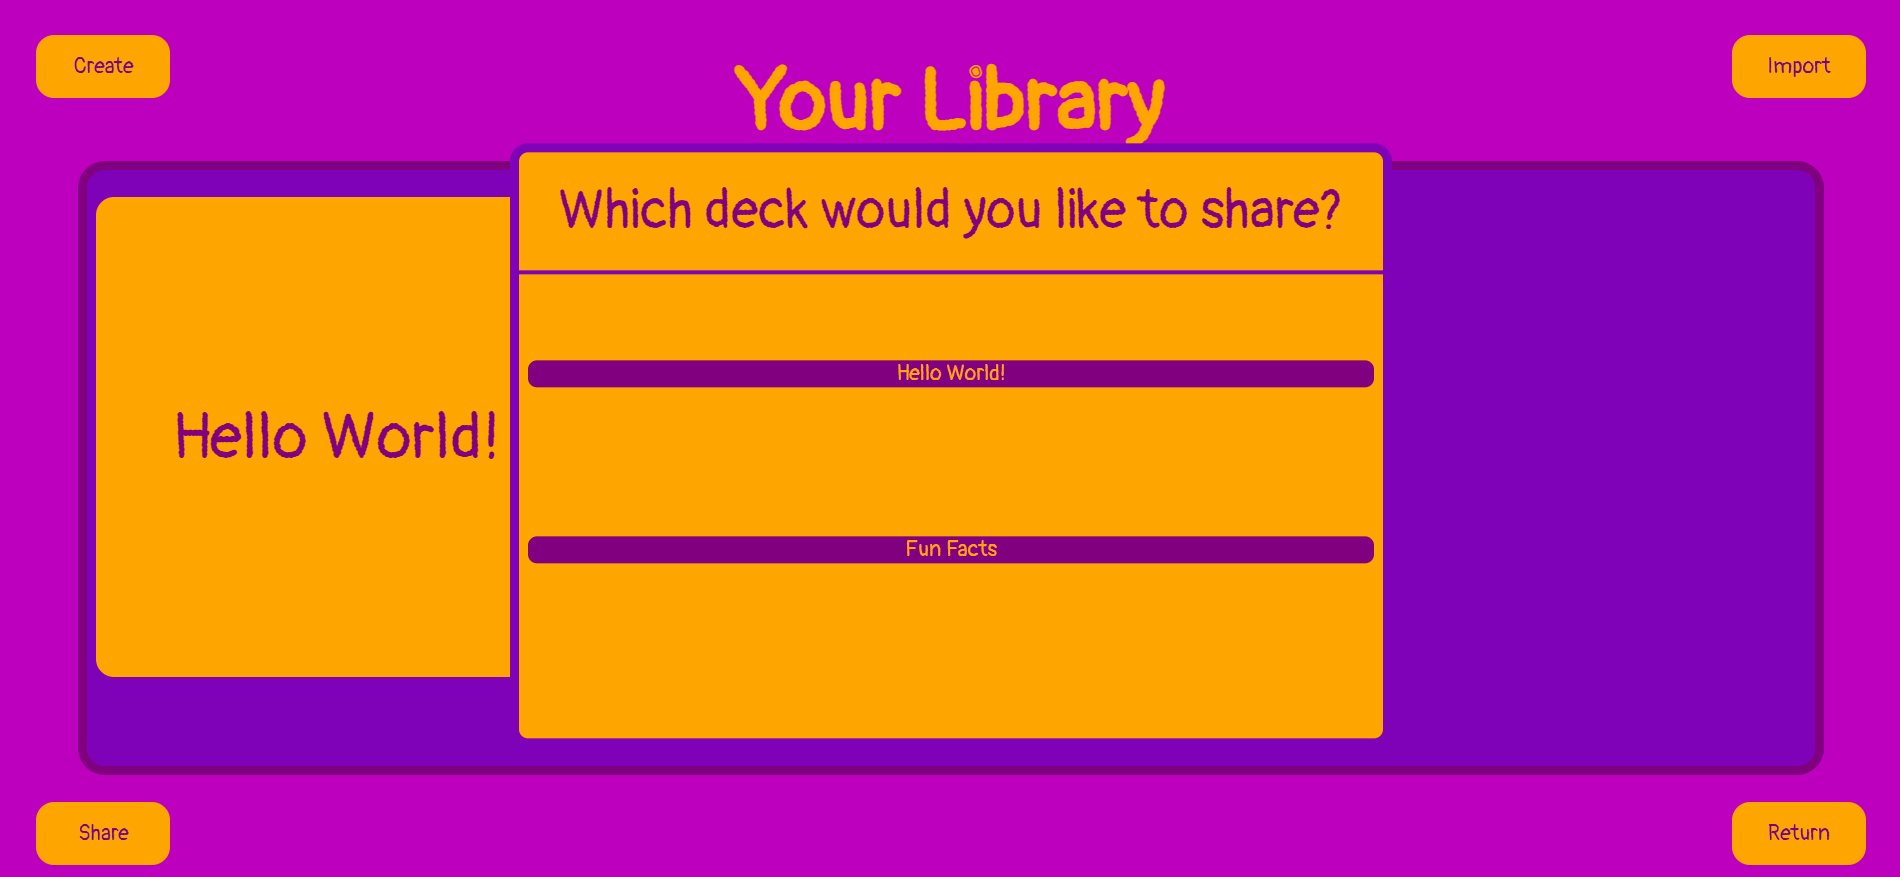 Create
Import
Your Library
Which deck would you like to share?
Hello World!
Hello World!
Fun Facts
Share
Return